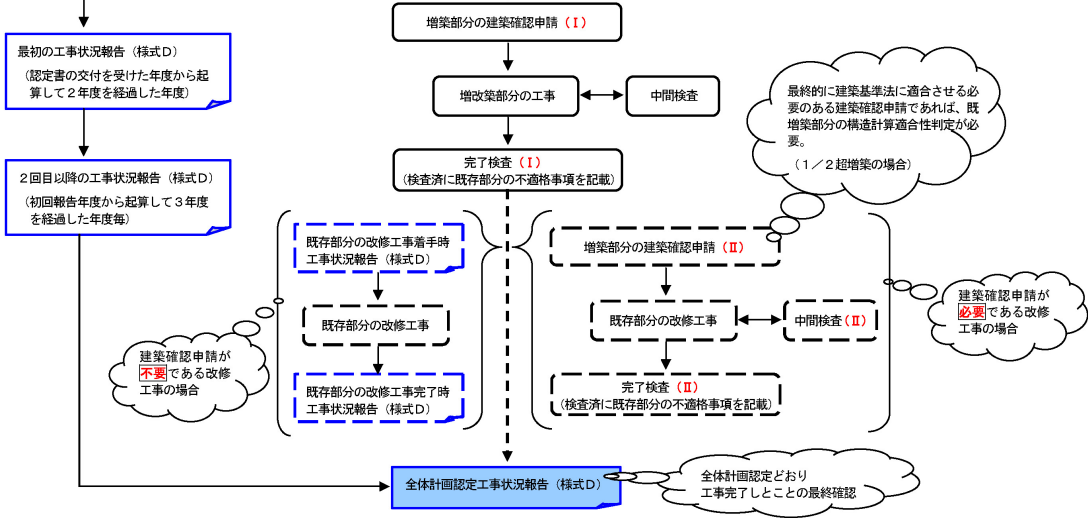 最初の工事状況報告（様式Ｄ）
（認定書の交付を受けた年度から起
算して２年度を経過した年度）
２回目以降の工事状況報告（様式Ｄ）
（初回報告年度から起算して３年度
を経過した年度毎）
増築部分の建築確認申請（Ⅰ）
増改築部分の工事
中間検査
完了検査（Ⅰ）
（検査済に既存部分の不適格事項を記載）
最終的に建築基準法に適合させる必
要のある建築確認申請であれば、既
増築部分の構造計算適合性判定が必
要。
（１／２超増築の場合）
既存部分の改修工事着手時
工事状況報告（様式Ｄ）
既存部分の改修工事
既存部分の改修工事完了時
工事状況報告（様式Ｄ）
建築確認申請が
不要である改修
工事の場合
増築部分の建築確認申請（Ⅱ）
既存部分の改修工事
中間検査（Ⅱ）
完了検査（Ⅱ）
（検査済に既存部分の不適格事項を記載）
建築確認申請が
必要である改修
工事の場合
全体計画認定工事状況報告（様式Ｄ）
全体計画認定どおり
工事完了しとことの最終確認